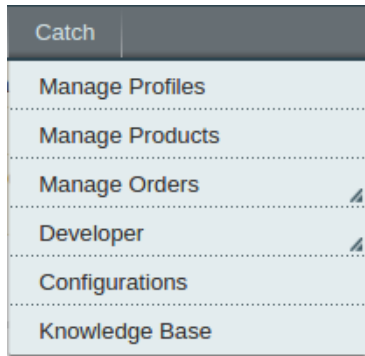 Catch
Manage Profiles
Manage Products
Manage Orders
Developer
Configurations
Knowledge Base